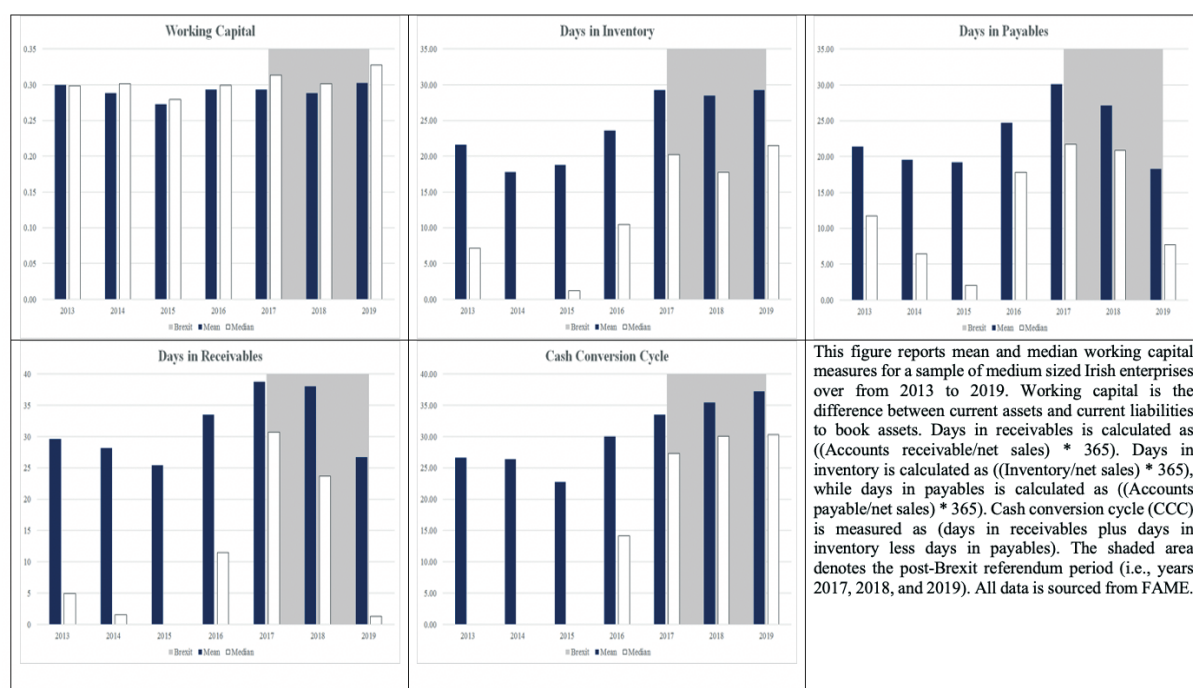 Working Capital
0.35
0.30
0.25
0.20
0.15
0.10
0.05
0.00
2013 2014 2015 2016 2017 2018 2019
Brexit Mean Median
Days in Inventory
35.00
30.00
25.00
20.00
15.00
10.00
5.00
0.00
2013 2014 2015 2016 2017 2018 2019
Brexit Mean Median
Days in Payables
35.00
30.00
25.00
20.00
15.00
10.00
5.00
0.00
2013 2014 2015 2016 2017 2018 2019
Brexit Mean Median
Days in Receivables
40
35
30
25
20
15
10
5
0
2013 2014 2015 2016 2017 2018 2019
Brexit Mean Median
Cash Conversion Cycle
40.00
35.00
30.00
25.00
20.00
15.00
10.00
5.00
0.00
2013 2014 2015 2016 2017 2018 2019
Brexit Mean Median
This figure reports mean and median working capital
measures for a sample of medium sized Irish enterprises
over from 2013 to 2019. Working capital is the
difference between current assets and current liabilities
to book assets. Days in receivables is calculated as
((Accounts receivable/net sales) * 365). Days in
inventory is calculated as ((Inventory/net sales) * 365),
while days in payables is calculated as ((Accounts
payable/net sales) * 365). Cash conversion cycle (CCC)
is measured as (days in receivables plus days in
inventory less days in payables). The shaded area
denotes the post-Brexit referendum period (i.e., years
2017, 2018, and 2019). All data is sourced from FAME.